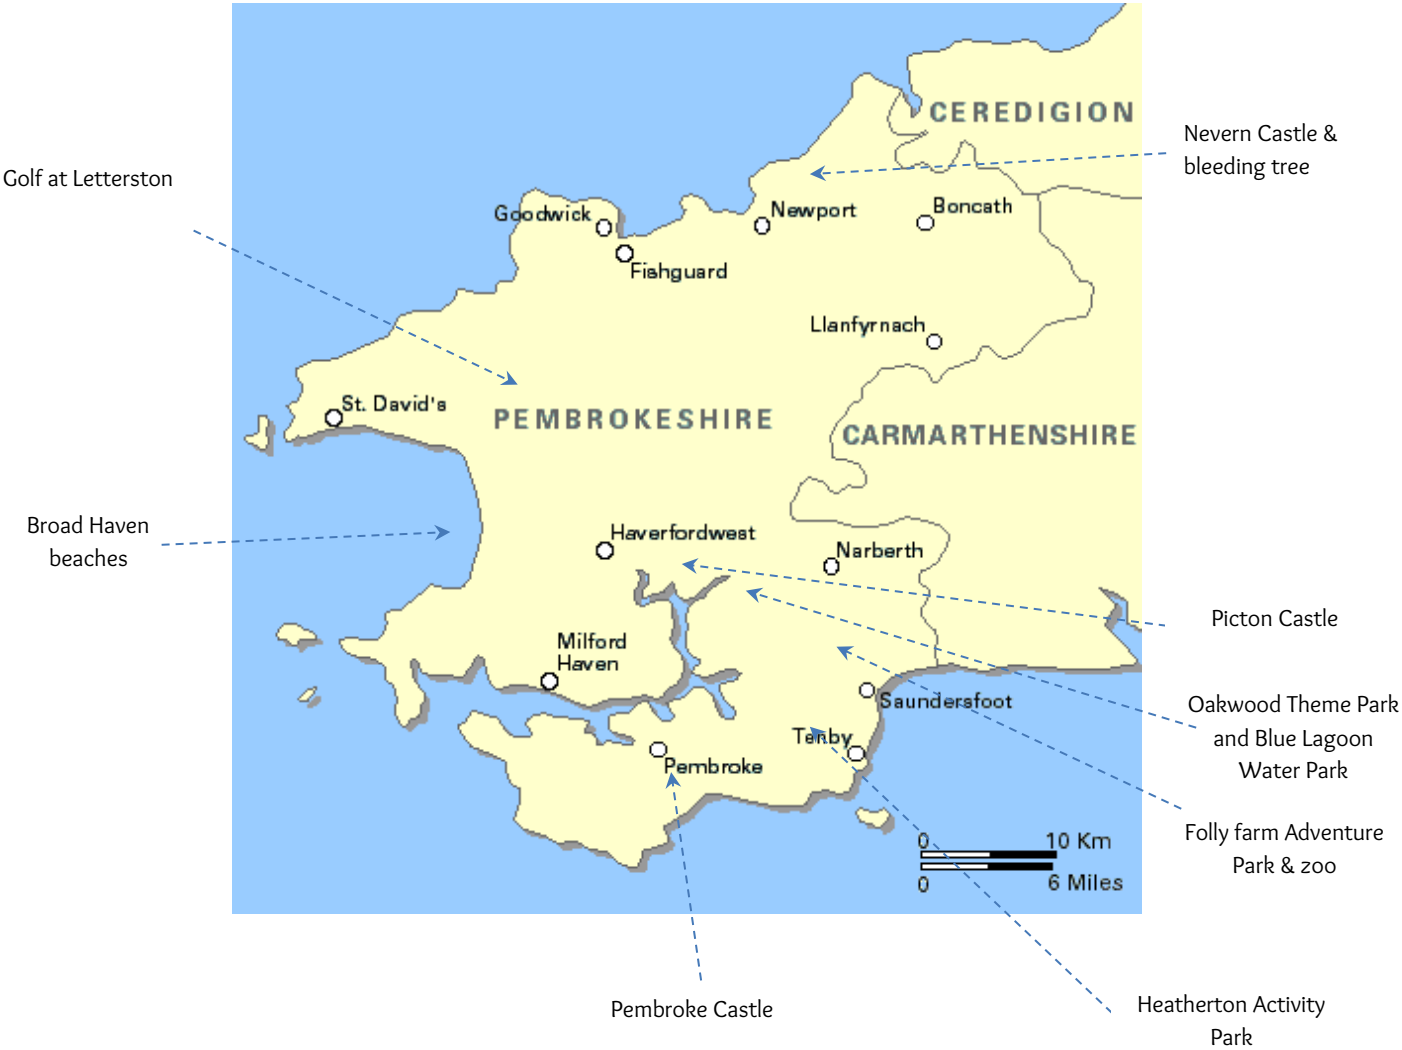 CEREDIGION
Nevern Castle &
bleeding tree
Golf at Letterston
Goodwick
Newport
Boncath
Fishguard
Llanfyrnach
St. David's
PEMBROKESHIRE
CARMARTHENSHIRE
Broad Haven
beaches
Haverfordwest
Narberth
Picton Castle
Milford
Haven
Saundersfoot
Oakwood Theme Park
and Blue Lagoon
Water Park
Tenby
Pembroke
Folly farm Adventure
Park & zoo
0 10 Km
0 6 Miles
Pembroke Castle
Heatherton Activity
Park